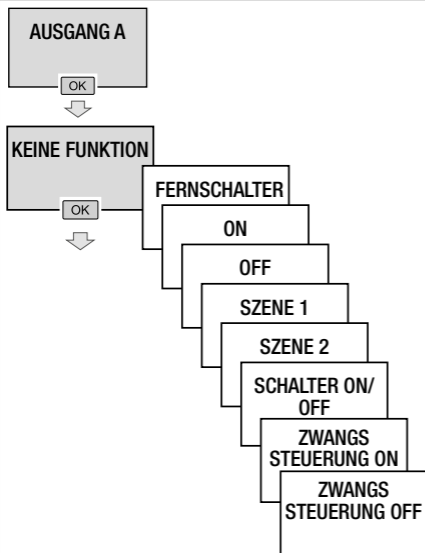 AUSGANG A
OK
KEINE FUNKTION
OK
FERNSCHALTER
ON
OFF
SZENE 1
SZENE 2
SCHALTER ON/
OFF
ZWANGS
STEUERUNG ON
ZWANGS
STEUERUNG OFF